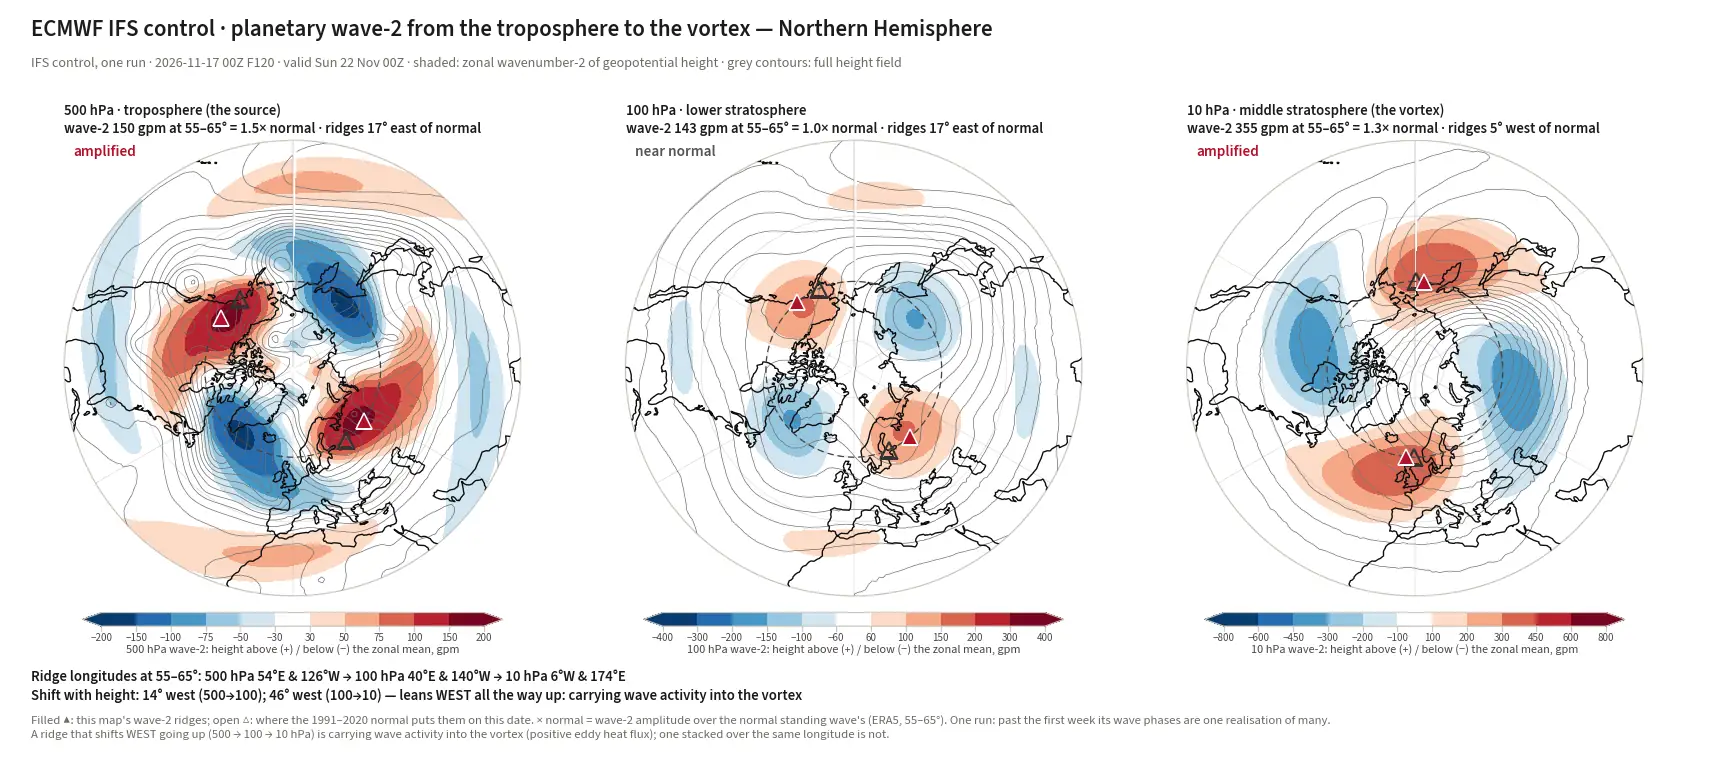 ECMWF IFS control · planetary wave-2 from the troposphere to the vortex — Northern Hemisphere
IFS control, one run · 2026-11-17 00Z F120 · valid Sun 22 Nov 00Z · shaded: zonal wavenumber-2 of geopotential height · grey contours: full height field
500 hPa · troposphere (the source)
wave-2 150 gpm at 55–65° = 1.5× normal · ridges 17° east of normal
amplified
100 hPa · lower stratosphere
wave-2 143 gpm at 55–65° = 1.0× normal · ridges 17° east of normal
near normal
10 hPa · middle stratosphere (the vortex)
wave-2 355 gpm at 55–65° = 1.3× normal · ridges 5° west of normal
amplified
−200 −150 −100 −75 −50 −30 30 50 75 100 150 200
500 hPa wave-2: height above (+) / below (−) the zonal mean, gpm
−400 −300 −200 −150 −100 −60 60 100 150 200 300 400
100 hPa wave-2: height above (+) / below (−) the zonal mean, gpm
−800 −600 −450 −300 −200 −100 100 200 300 450 600 800
10 hPa wave-2: height above (+) / below (−) the zonal mean, gpm
Ridge longitudes at 55–65°: 500 hPa 54°E & 126°W → 100 hPa 40°E & 140°W → 10 hPa 6°W & 174°E
Shift with height: 14° west (500→100); 46° west (100→10) — leans WEST all the way up: carrying wave activity into the vortex
Filled ▲: this map's wave-2 ridges; open △: where the 1991–2020 normal puts them on this date. × normal = wave-2 amplitude over the normal standing wave's (ERA5, 55–65°). One run: past the first week its wave phases are one realisation of many.
A ridge that shifts WEST going up (500 → 100 → 10 hPa) is carrying wave activity into the vortex (positive eddy heat flux); one stacked over the same longitude is not.